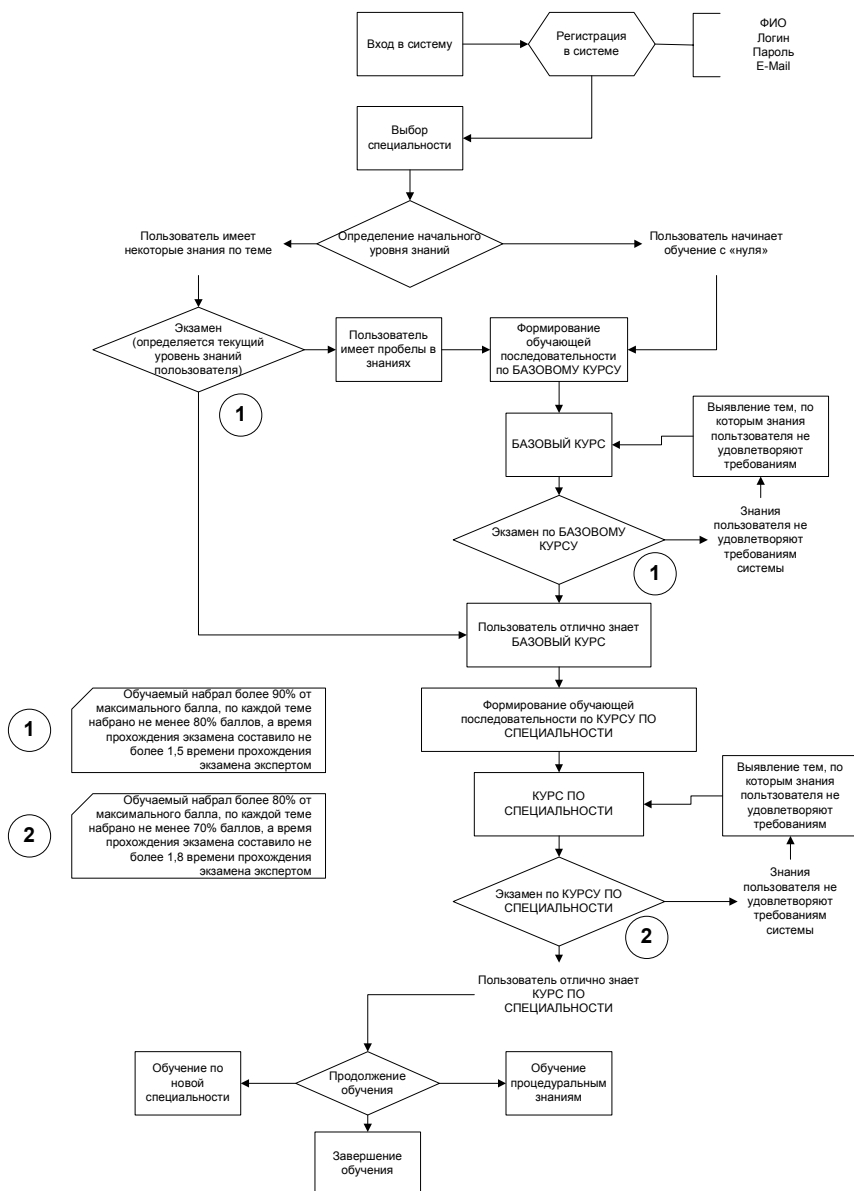 Вход в систему
Регистрация
в системе
ФИО
Логин
Пароль
E-Mail
Выбор
специальности
Пользователь имеет
некоторые знания по теме
Определение начального
уровня знаний
Пользователь начинает
обучение с «нуля»
Экзамен
(определяется текущий
уровень знаний
полоьзователя)
Пользователь
имеет пробелы в
знаниях
Формирование
обучающей
последовательности
по БАЗОВОМУ КУРСУ
1
БАЗОВЫЙ КУРС
Выявление тем, по
которым знания
пользтзователя не
удовлетворяют
требованиям
Экзамен по БАЗОВОМУ
КУРСУ
1
Знания
пользователя не
удовлетворяют
требованиям
системы
Пользователь отлично знает
БАЗОВЫЙ КУРС
1
Обучаемый набрал более 90% от
максимального балла, по каждой теме
набрано не менее 80% баллов, а время
прохождения экзамена составило не
более 1,5 времени прохождения
экзамена экспертом
Формирование обучающей
последовательности по КУРСУ ПО
СПЕЦИАЛЬНОСТИ
2
Обучаемый набрал более 80% от
максимального балла, по каждой теме
набрано не менее 70% баллов, а время
прохождения экзамена составило не
более 1,8 времени прохождения
экзамена экспертом
КУРС ПО
СПЕЦИАЛЬНОСТИ
Выявление тем, по
которым знания
пользтзователя не
удовлетворяют
требованиям
Экзамен по КУРСУ ПО
СПЕЦИАЛЬНОСТИ
2
Знания
пользователя не
удовлетворяют
требованиям
системы
Пользователь отлично знает
КУРС ПО
СПЕЦИАЛЬНОСТИ
Обучение по
новой
специальности
Продолжение
обучения
Обучение
процедуральным
знаниям
Завершение
обучения